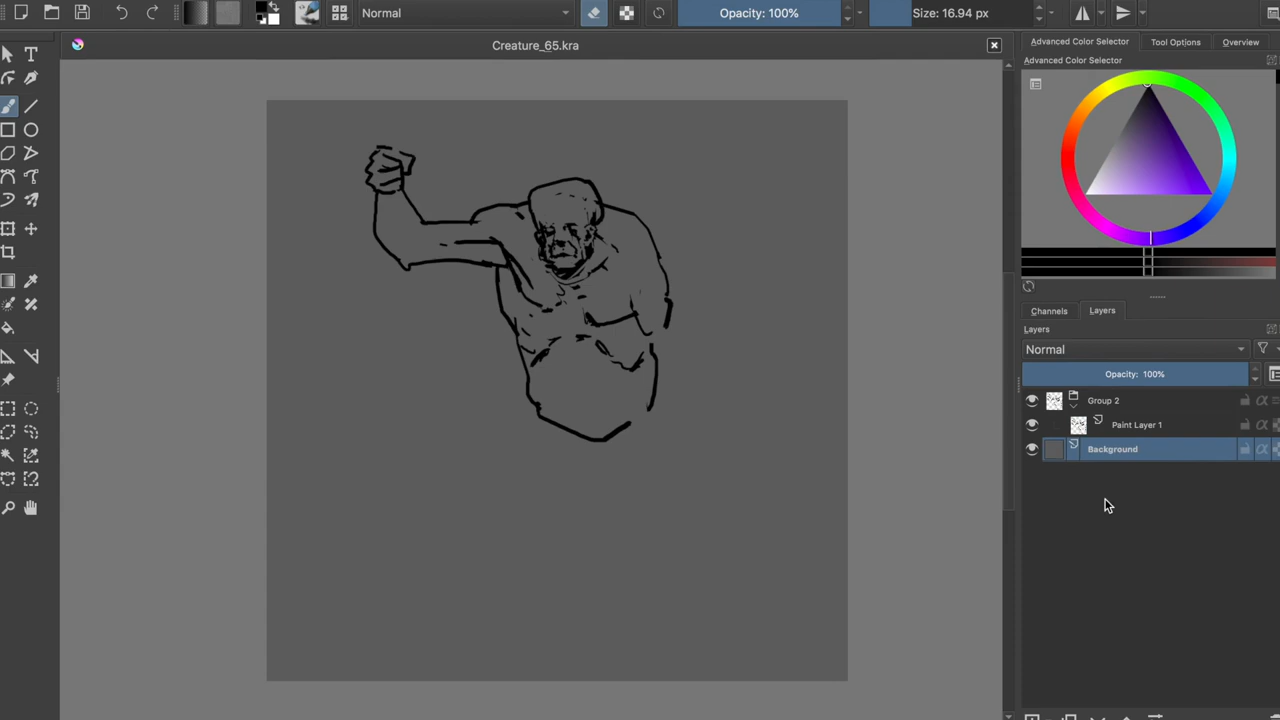 Normal
Opacity: 100%
Size: 16.94 px
Creature_65.kra
Advanced Color Selector
Tool Options
Overview
Advanced Color Selector
Channels
Layers
Layers
Normal
Opacity: 100%
Group 2
Paint Layer 1
Background